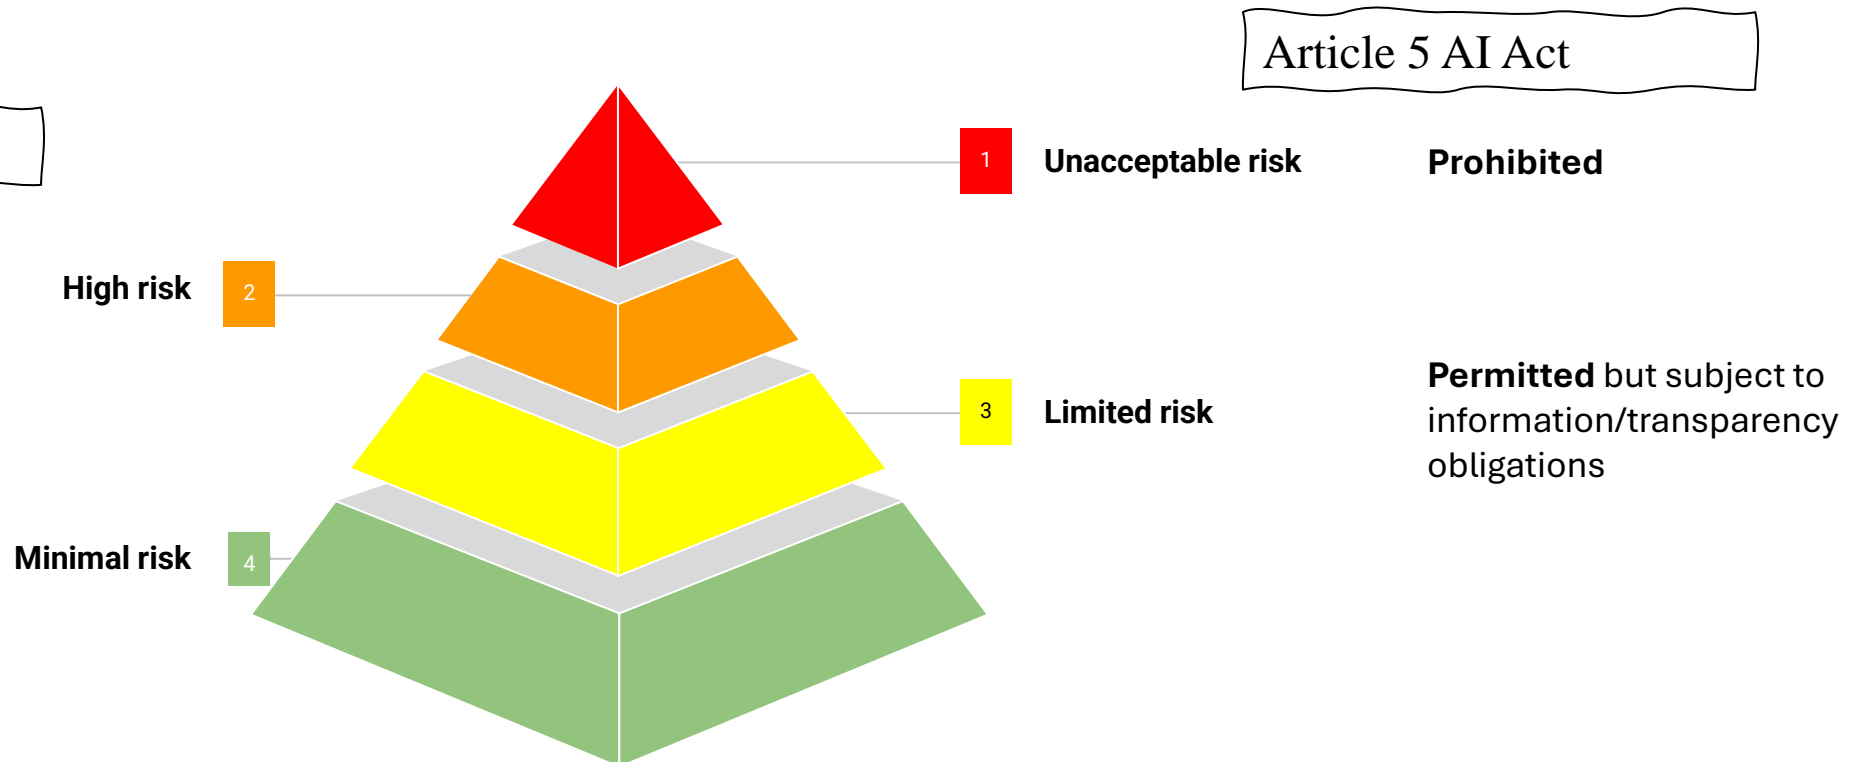 Article 5 AI Act
1
Unacceptable risk
Prohibited
High risk
2
Permitted but subject to
information/transparency
obligations
3
Limited risk
Minimal risk
4